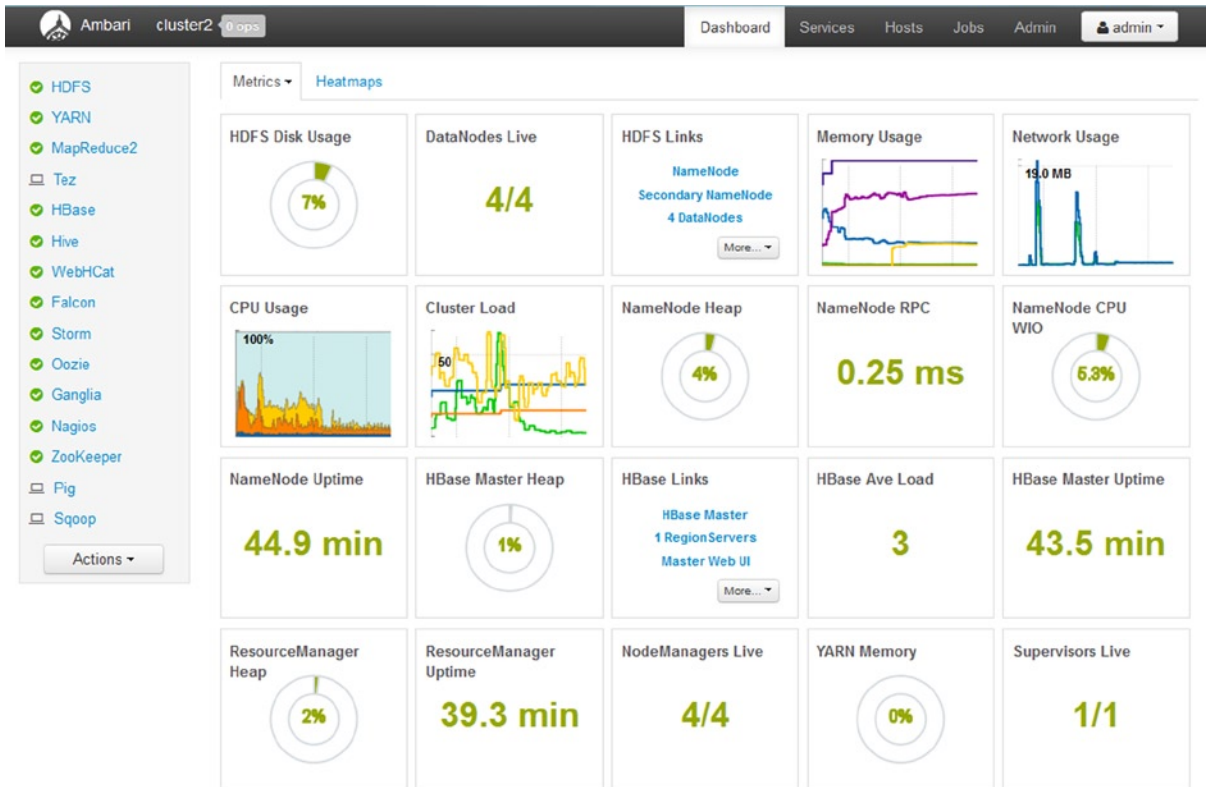 Ambari cluster2 0 ops Dashboard Services Hosts Jobs Admin admin
HDFS
YARN
MapReduce2
Tez
HBase
Hive
WebHCat
Falcon
Storm
Oozie
Ganglia
Nagios
ZooKeeper
Pig
Sqoop
Actions
Metrics Heatmaps
HDFS Disk Usage
7%
DataNodes Live
4/4
HDFS Links
NameNode
Secondary NameNode
4 DataNodes
More...
Memory Usage
Network Usage
19.0 MB
CPU Usage
100%
Cluster Load
50
NameNode Heap
4%
NameNode RPC
0.25 ms
NameNode CPU
WIO
5.3%
NameNode Uptime
44.9 min
HBase Master Heap
1%
HBase Links
HBase Master
1 RegionServers
Master Web UI
More...
HBase Ave Load
3
HBase Master Uptime
43.5 min
ResourceManager
Heap
2%
ResourceManager
Uptime
39.3 min
NodeManagers Live
4/4
YARN Memory
0%
Supervisors Live
1/1